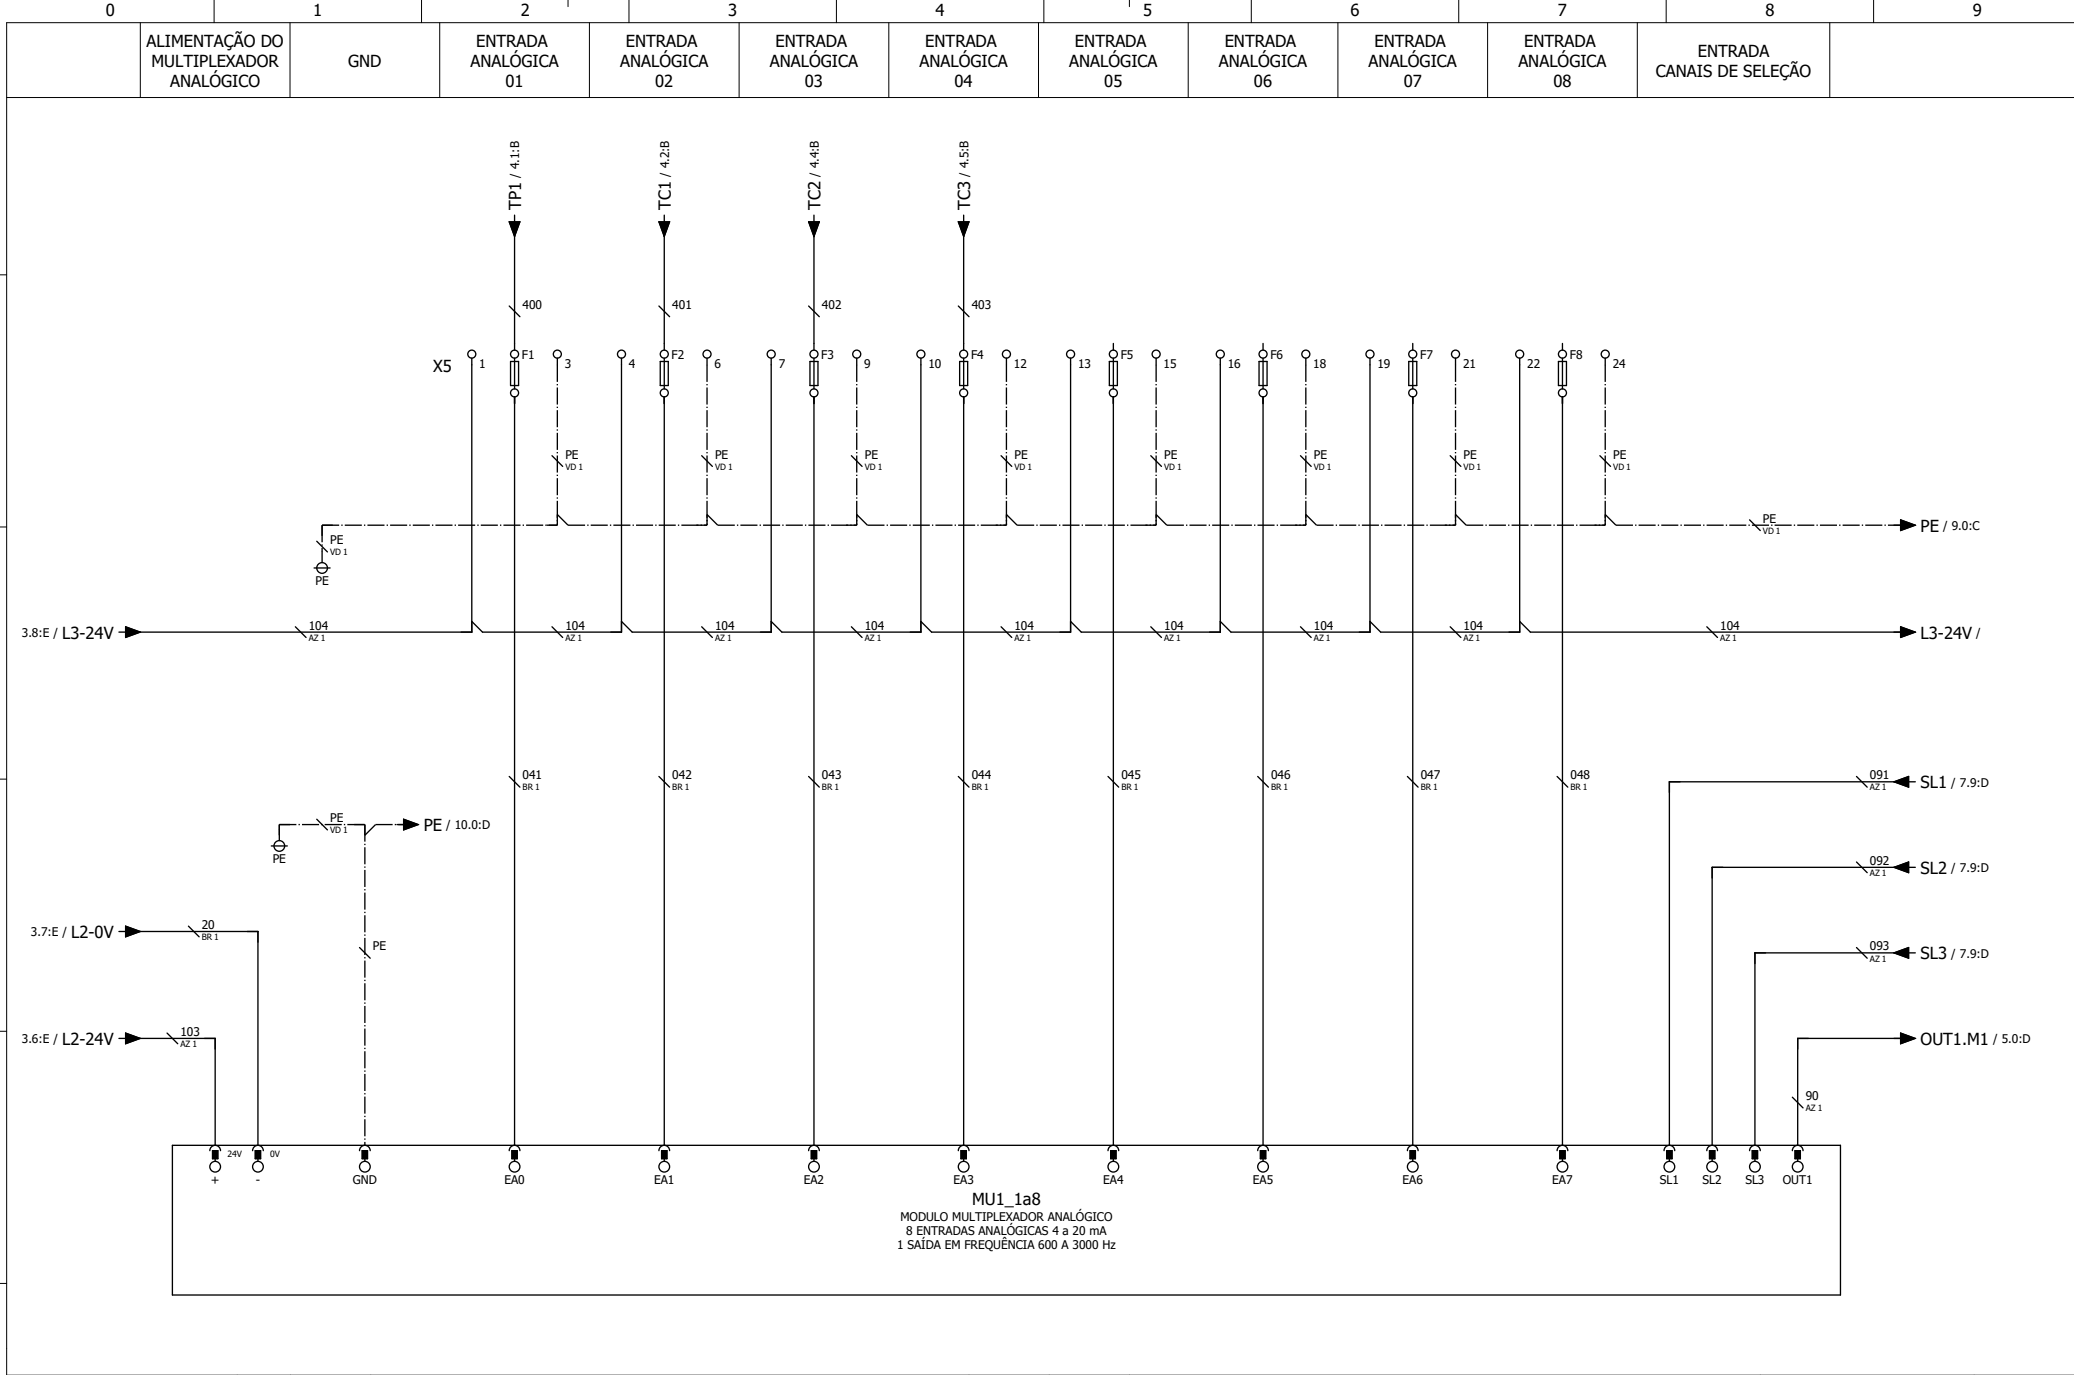 0 1 2 3 4 5 6 7 8 9
ALIMENTAÇÃO DO
MULTIPLEXADOR
ANALÓGICO
GND
ENTRADA
ANALÓGICA
01
ENTRADA
ANALÓGICA
02
ENTRADA
ANALÓGICA
03
ENTRADA
ANALÓGICA
04
ENTRADA
ANALÓGICA
05
ENTRADA
ANALÓGICA
06
ENTRADA
ANALÓGICA
07
ENTRADA
ANALÓGICA
08
ENTRADA
CANAIS DE SELEÇÃO
TP1 / 4.1:B
TC1 / 4.2:B
TC2 / 4.4:B
TC3 / 4.5:B
400 401 402 403
X5 1 F1 3 4 F2 6 7 F3 9 10 F4 12 13 F5 15 16 F6 18 19 F7 21 22 F8 24
PE PE PE PE PE PE PE PE
VD 1 VD 1 VD 1 VD 1 VD 1 VD 1 VD 1 VD 1
PE
VD 1
PE / 9.0:C
PE
VD 1
PE
3.8:E / L3-24V 104 104 104 104 104 104 104 104 104 L3-24V /
AZ 1 AZ 1 AZ 1 AZ 1 AZ 1 AZ 1 AZ 1 AZ 1 AZ 1
041 042 043 044 045 046 047 048
BR 1 BR 1 BR 1 BR 1 BR 1 BR 1 BR 1 BR 1
091 SL1 / 7.9:D
AZ 1
PE
VD 1
PE / 10.0:D
PE
092 SL2 / 7.9:D
AZ 1
3.7:E / L2-0V 20
BR 1
PE
093 SL3 / 7.9:D
AZ 1
3.6:E / L2-24V 103
AZ 1
OUT1.M1 / 5.0:D
90
AZ 1
24V 0V
+ - GND EA0 EA1 EA2 EA3 EA4 EA5 EA6 EA7 SL1 SL2 SL3 OUT1
MU1_1a8
MODULO MULTIPLEXADOR ANALÓGICO
8 ENTRADAS ANALÓGICAS 4 a 20 mA
1 SAÍDA EM FREQUÊNCIA 600 A 3000 Hz